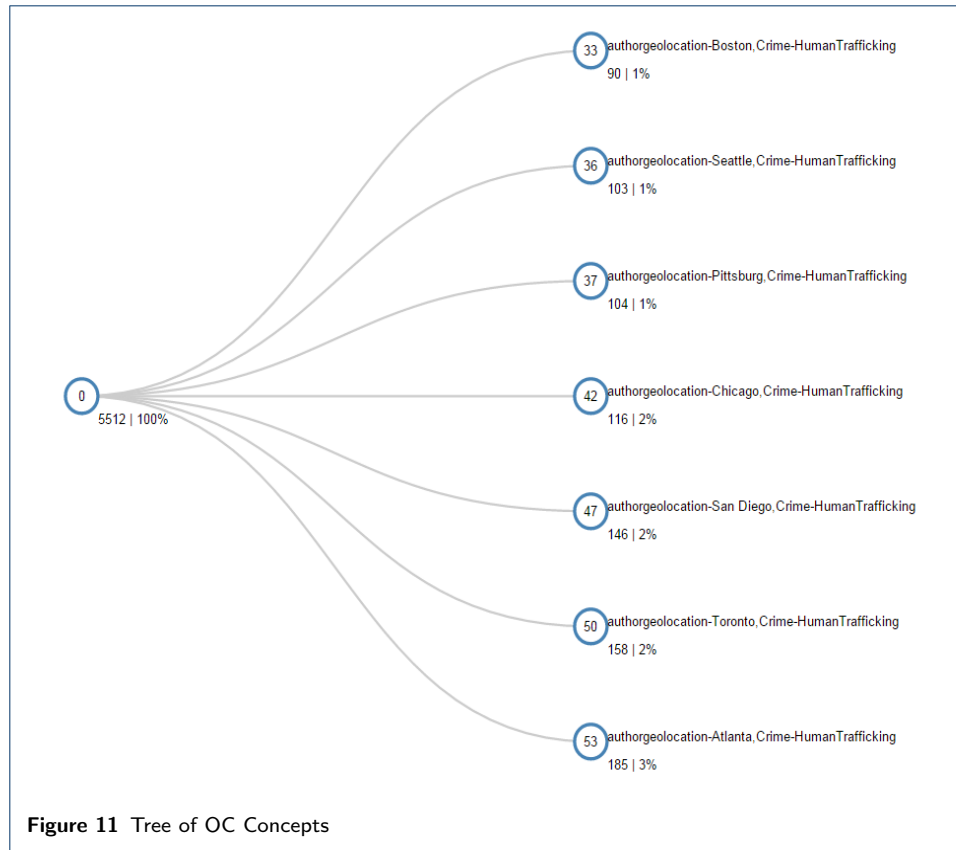 33 authorgeolocation-Boston,Crime-HumanTrafficking
90 | 1%
36 authorgeolocation-Seattle,Crime-HumanTrafficking
103 | 1%
37 authorgeolocation-Pittsburg,Crime-HumanTrafficking
104 | 1%
0
5512 | 100%
42 authorgeolocation-Chicago,Crime-HumanTrafficking
116 | 2%
47 authorgeolocation-San Diego,Crime-HumanTrafficking
146 | 2%
50 authorgeolocation-Toronto,Crime-HumanTrafficking
158 | 2%
53 authorgeolocation-Atlanta,Crime-HumanTrafficking
185 | 3%
Figure 11 Tree of OC Concepts